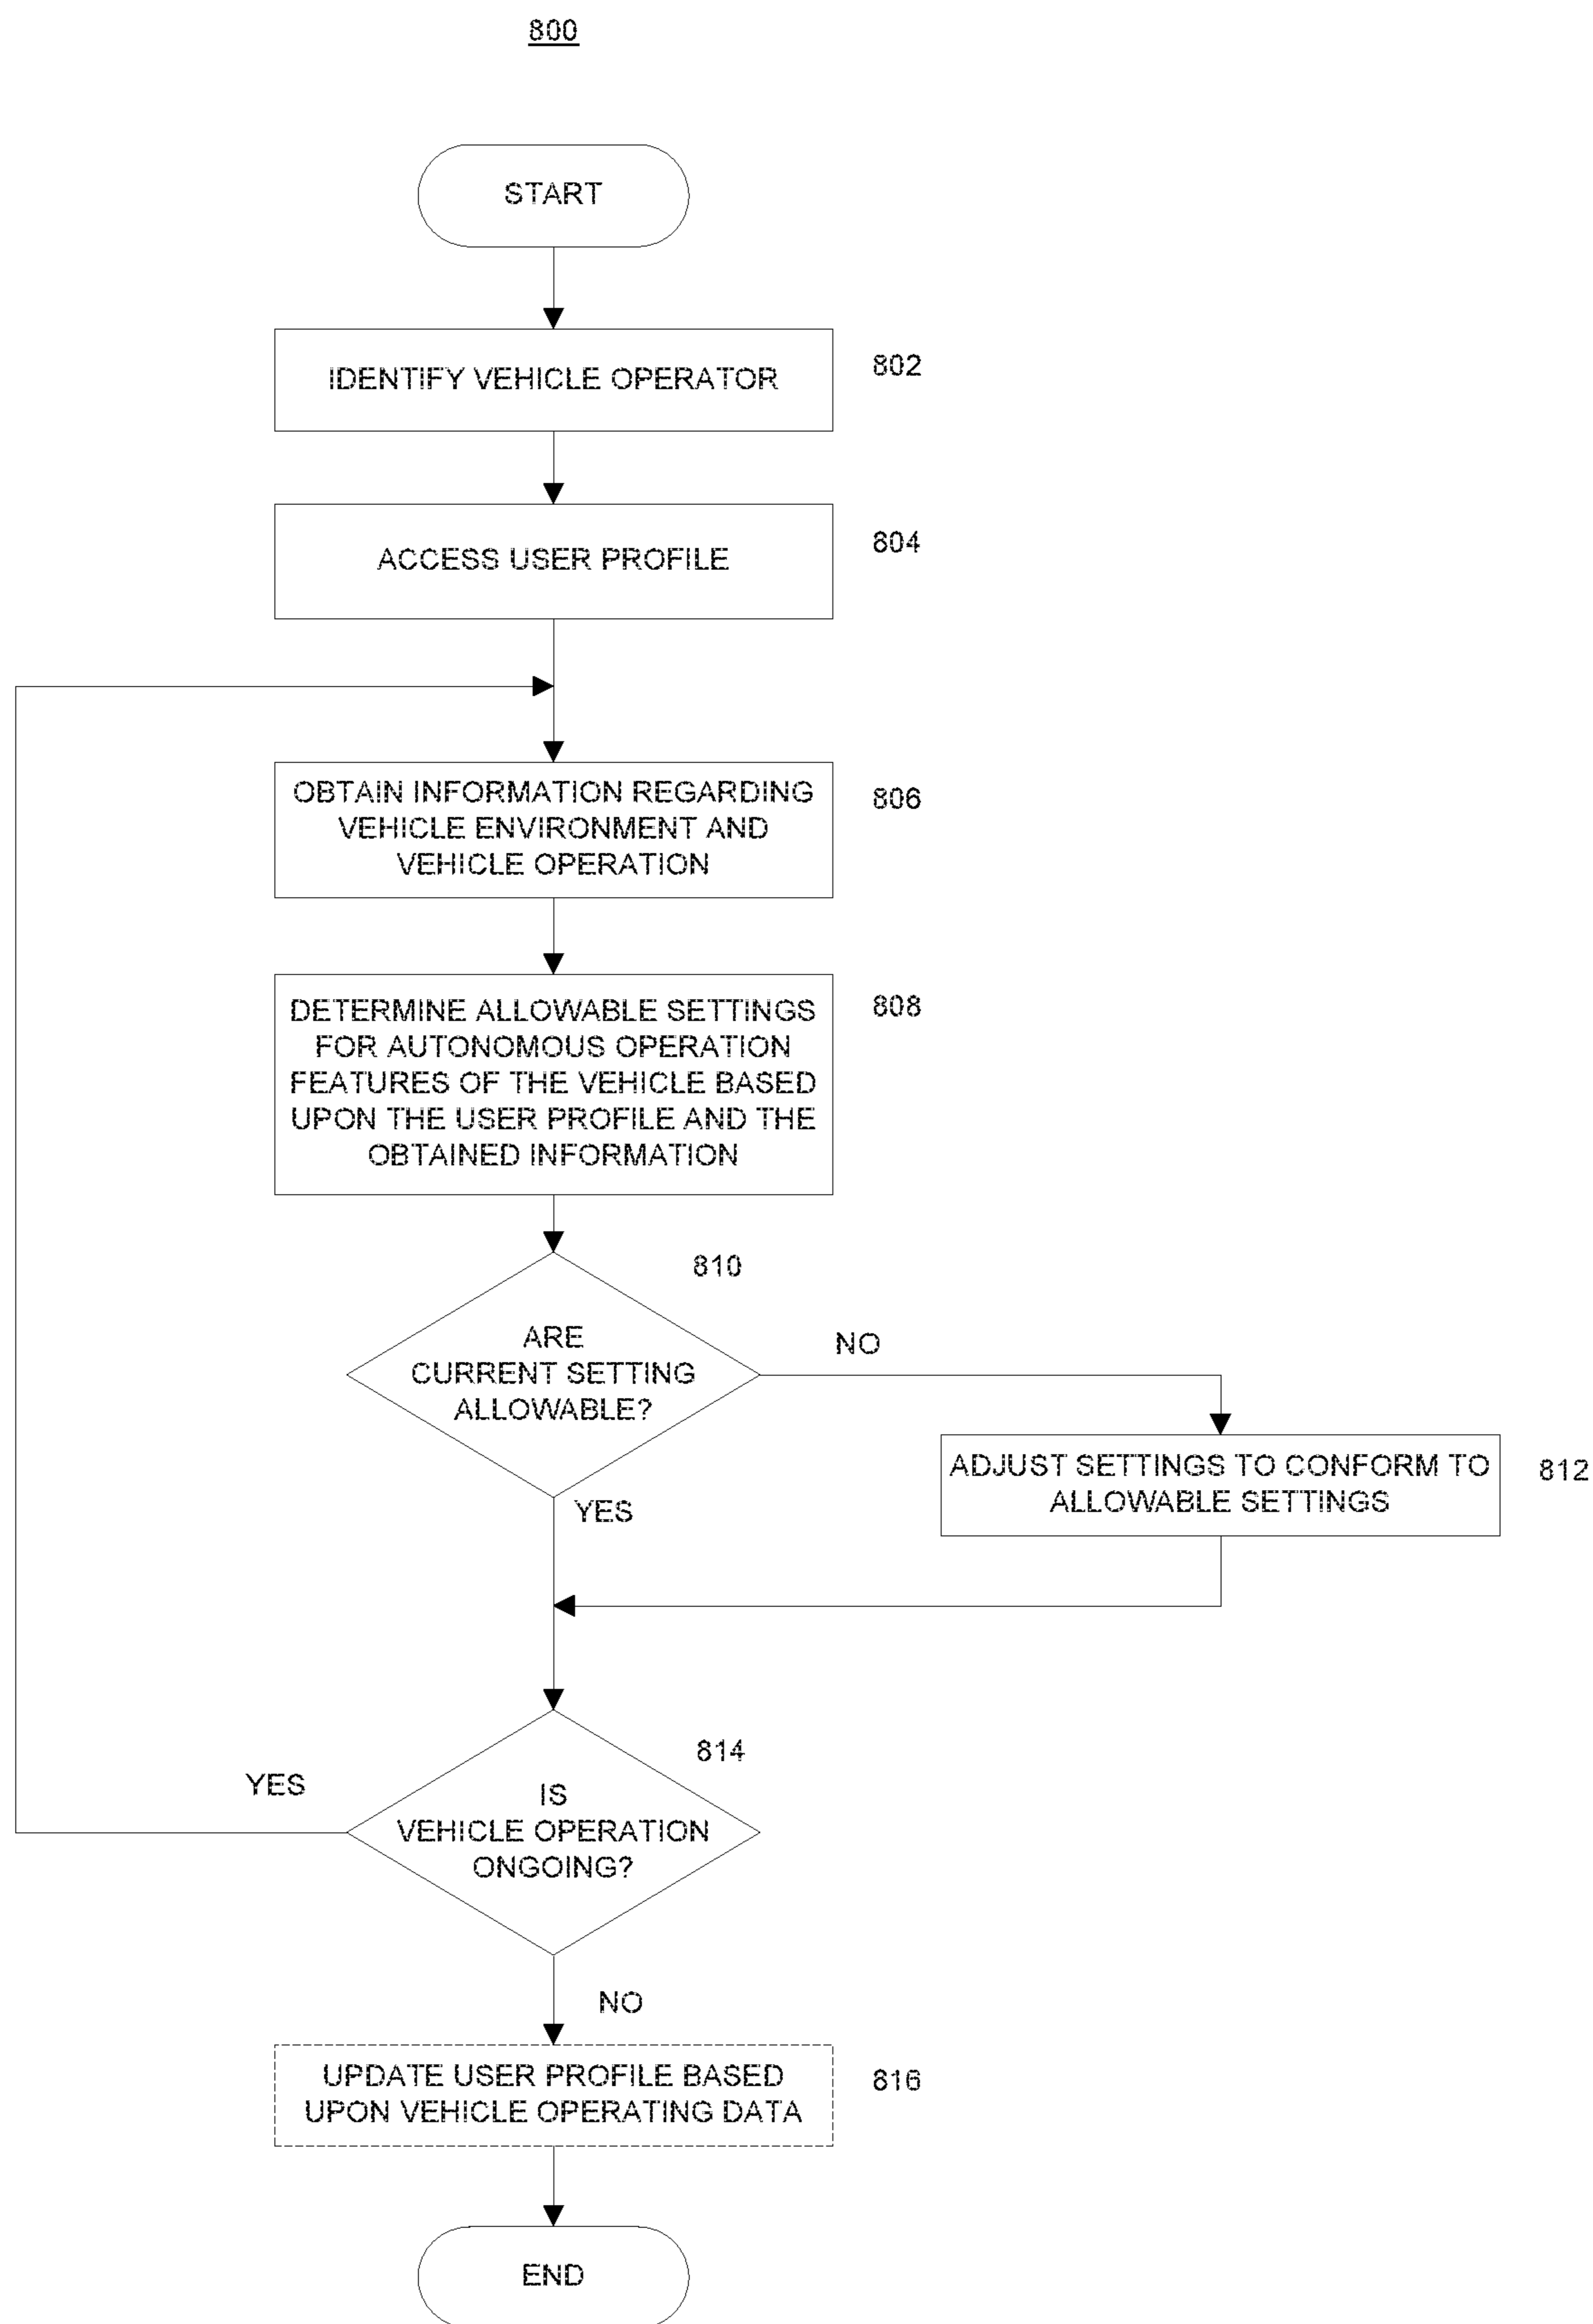 800
START
IDENTIFY VEHICLE OPERATOR
802
ACCESS USER PROFILE
804
OBTAIN INFORMATION REGARDING
VEHICLE ENVIRONMENT AND
VEHICLE OPERATION
806
DETERMINE ALLOWABLE SETTINGS
FOR AUTONOMOUS OPERATION
FEATURES OF THE VEHICLE BASED
UPON THE USER PROFILE AND THE
OBTAINED INFORMATION
808
810
ARE
CURRENT SETTING
ALLOWABLE?
NO
YES
ADJUST SETTINGS TO CONFORM TO
ALLOWABLE SETTINGS
812
814
IS
VEHICLE OPERATION
ONGOING?
YES
NO
UPDATE USER PROFILE BASED
UPON VEHICLE OPERATING DATA
816
END